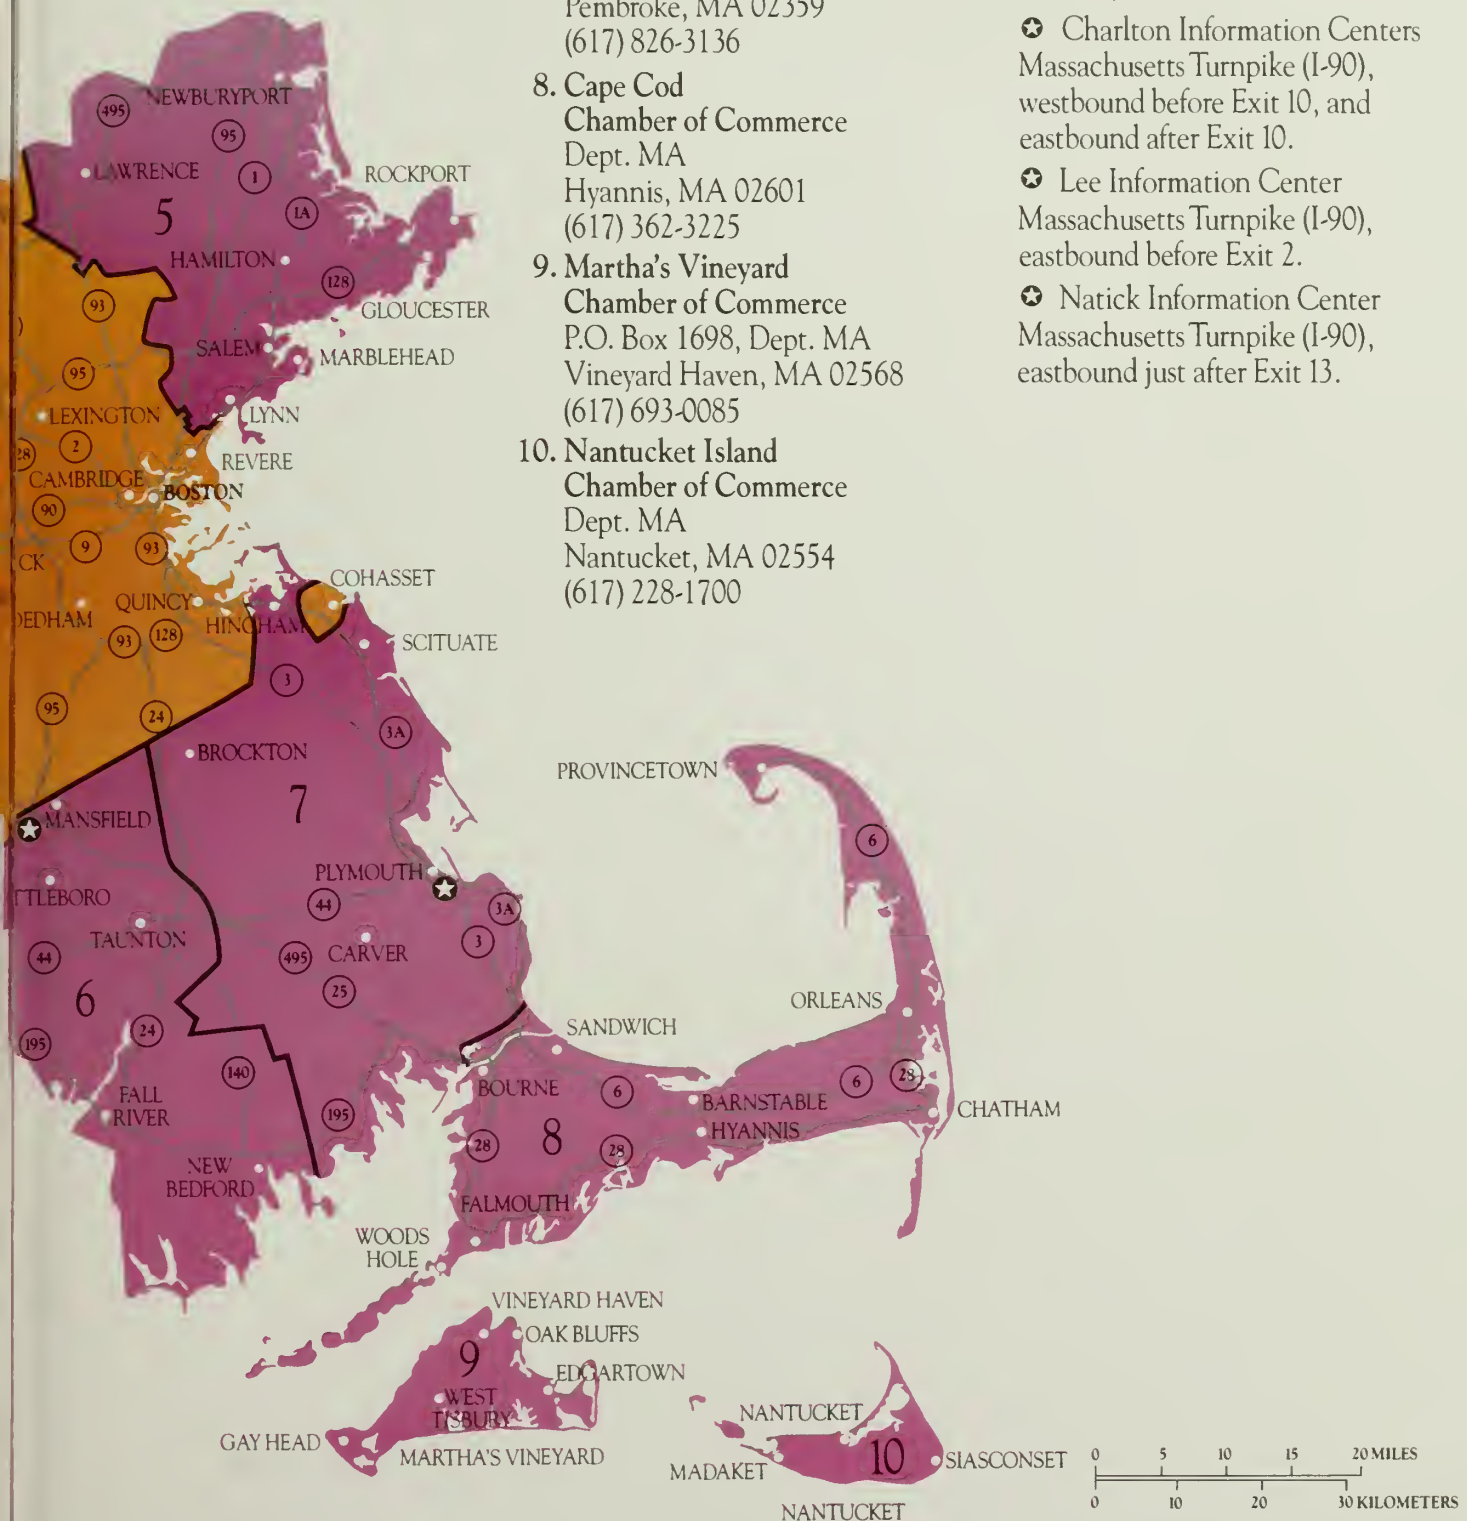 Pembroke, MA 02359
(617) 826-3136
8. Cape Cod
Chamber of Commerce
Dept. MA
Hyannis, MA 02601
(617) 362-3225
9. Martha's Vineyard
Chamber of Commerce
P.O. Box 1698, Dept. MA
Vineyard Haven, MA 02568
(617) 693-0085
10. Nantucket Island
Chamber of Commerce
Dept. MA
Nantucket, MA 02554
(617) 228-1700
Charlton Information Centers
Massachusetts Turnpike (I-90),
westbound before Exit 10, and
eastbound after Exit 10.
Lee Information Center
Massachusetts Turnpike (I-90),
eastbound before Exit 2.
Natick Information Center
Massachusetts Turnpike (I-90),
eastbound just after Exit 13.
NEWBURYPORT
495
95
LAWRENCE
1
ROCKPORT
5
1A
HAMILTON
128
93
GLOUCESTER
SALEM
MARBLEHEAD
95
LEXINGTON
LYNN
2
28
REVERE
CAMBRIDGE
BOSTON
90
9
93
CK
COHASSET
QUINCY
DEDHAM
HINGHAM
93
128
SCITUATE
3
95
24
3A
BROCKTON
PROVINCETOWN
7
MANSFIELD
6
PLYMOUTH
TTLEBORO
44
3A
TAUNTON
3
44
495
CARVER
25
6
ORLEANS
24
SANDWICH
195
140
BOURNE
6
6
28
FALL
RIVER
195
BARNSTABLE
CHATHAM
28
8
28
HYANNIS
NEW
BEDFORD
FALMOUTH
WOODS
HOLE
VINEYARD HAVEN
OAK BLUFFS
9
EDGARTOWN
WEST
TISBURY
NANTUCKET
GAY HEAD
MARTHA'S VINEYARD
10
SIASCONSET
MADAKET
NANTUCKET
0 5 10 15 20 MILES
0 10 20 30 KILOMETERS